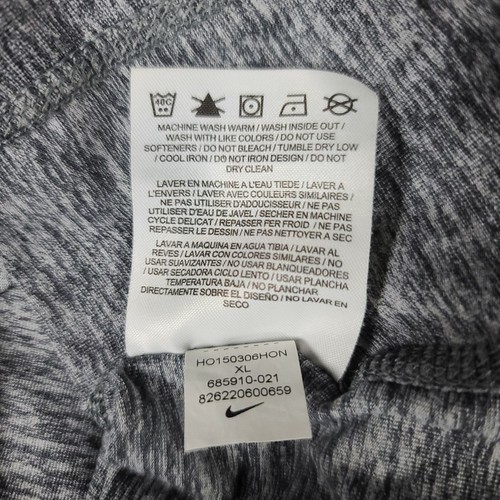 40C
MACHINE WASH WARM / WASH INSIDE OUT /
WASH WITH LIKE COLORS / DO NOT USE
SOFTENERS / DO NOT BLEACH / TUMBLE DRY LOW
/ COOL IRON / DO NOT IRON DESIGN / DO NOT
DRY CLEAN
LAVER EN MACHINE A L'EAU TIEDE / LAVER A
L'ENVERS / LAVER AVEC COULEURS SIMILAIRES /
NE PAS UTILISER D'ADOUCISSANT / NE PAS
UTILISER D'EAU DE JAVEL / SECHER EN MACHINE
CYCLE DELICAT / REPASSER PER FROID / NE PAS
REPASSER LE DESSIN / NE PAS NETTOYER A SEC
LAVAR A MAQUINA EN AGUA TIBIA / LAVAR AL
REVES / LAVAR CON COLORES SIMILARES / NO
USAR SUAVIZANTES / NO USAR BLANQUEADORES
/ USAR SECADORA CICLO LENTO / USAR PLANCHA
TEMPERATURA BAJA / NO PLANCHAR
DIRECTAMENTE SOBRE EL DISEÑO / NO LAVAR EN
SECO
HO150306HON
XL
685910-021
826220600659